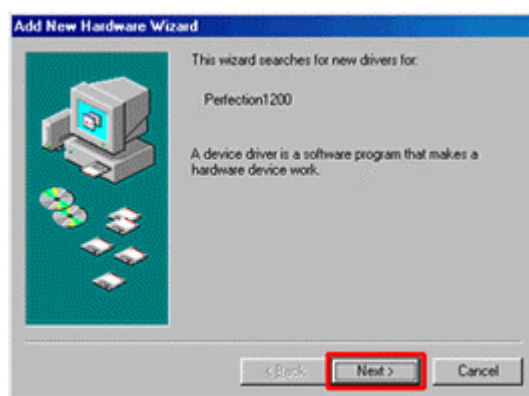 Add New Hardware Wizard
This wizard searches for new drivers for:
Perfection1200
A device driver is a software program that makes a
hardware device work.
< Back
Next >
Cancel